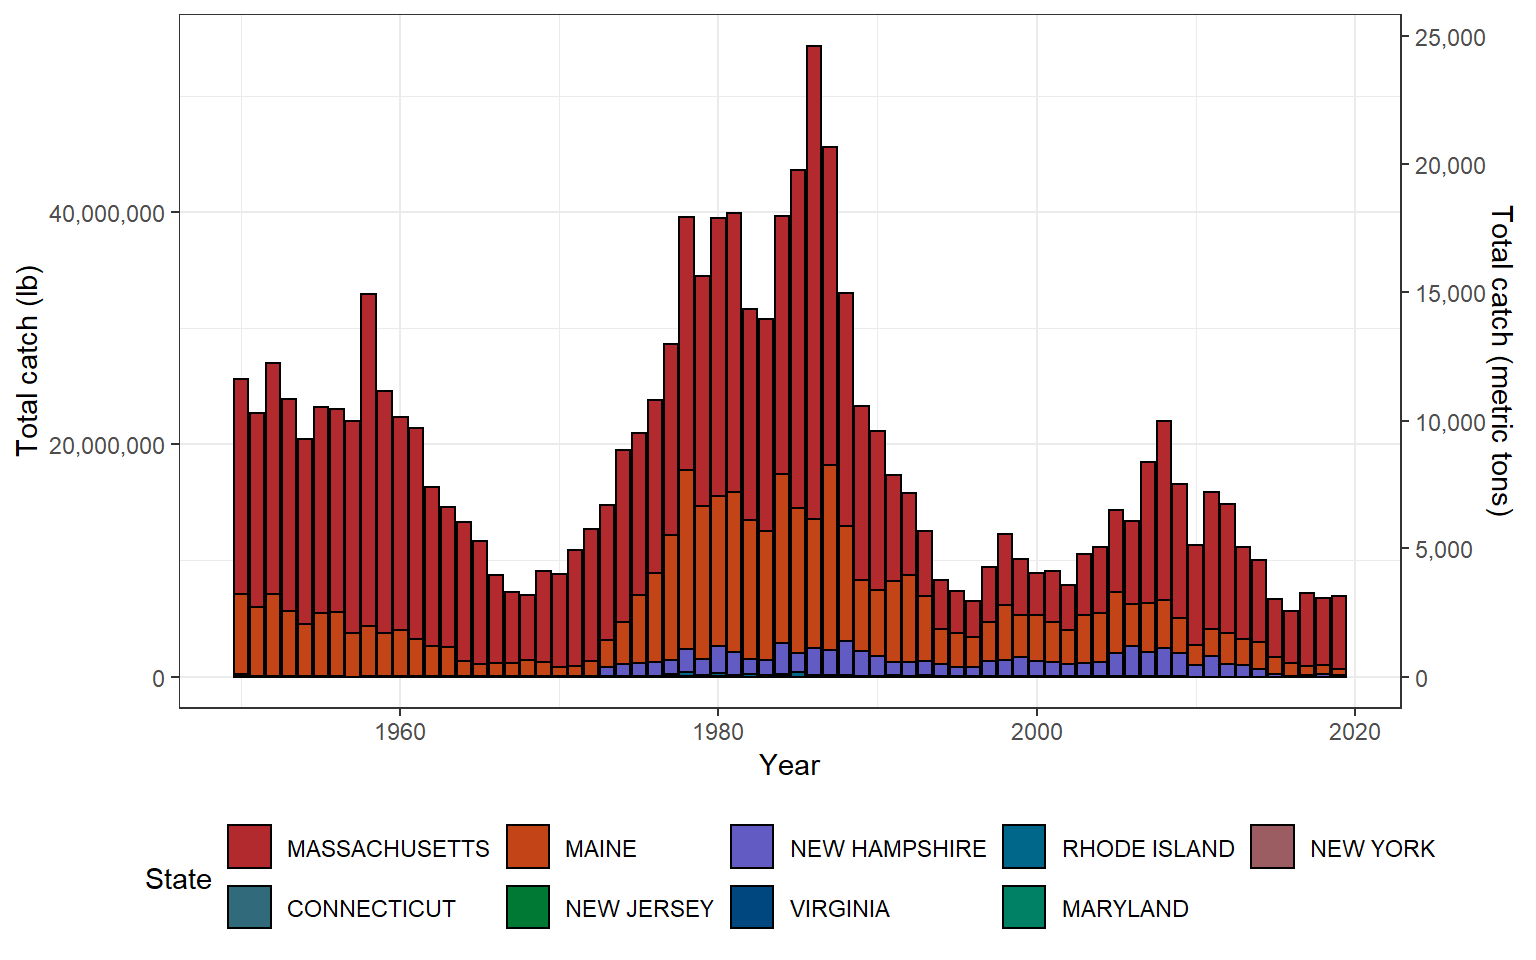 Total catch (lb)
40,000,000
20,000,000
0
25,000
20,000
15,000
10,000
5,000
0
Total catch (metric tons)
1960
1980
2000
2020
Year
State
MASSACHUSETTS
MAINE
NEW HAMPSHIRE
RHODE ISLAND
NEW YORK
CONNECTICUT
NEW JERSEY
VIRGINIA
MARYLAND